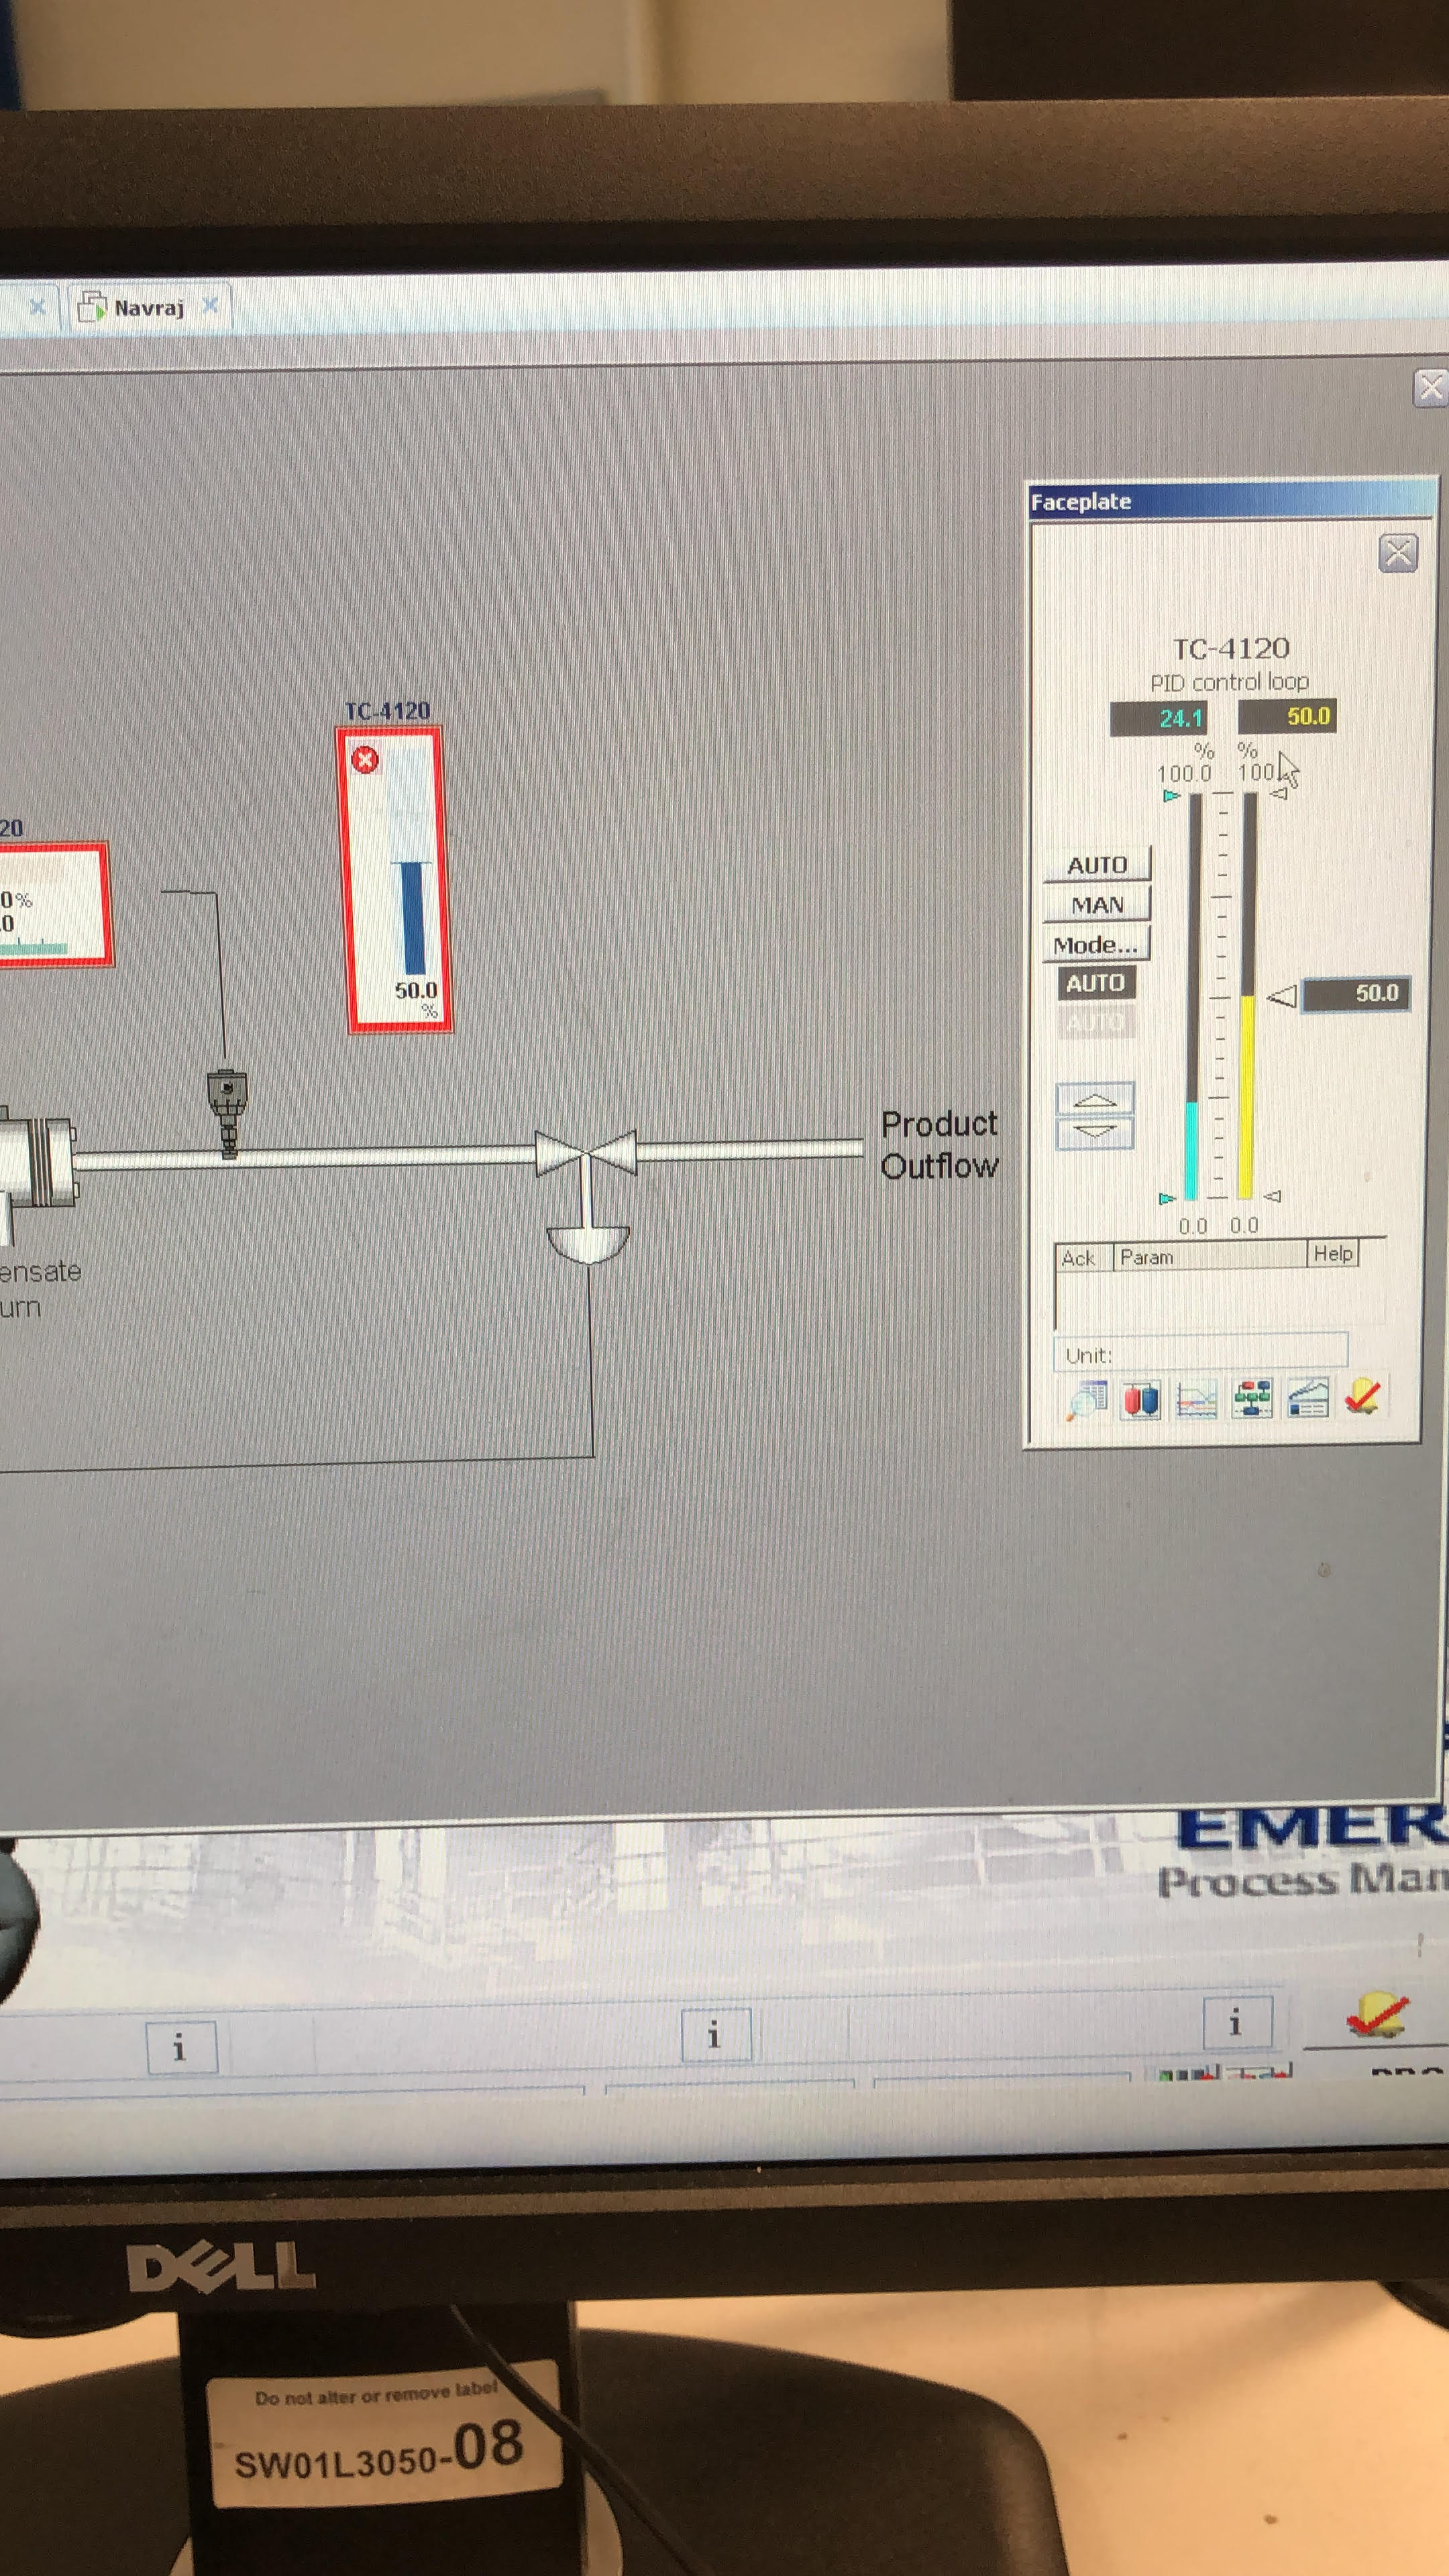 Navraj
Faceplate
TC-4120
PID control loop
24.1 50.0
% %
100.0 100
AUTO
MAN
Mode...
AUTO
AUTO
50.0
0.0 0.0
Ack Param Help
Unit:
TC-4120
50.0
%
20
0%
.0
Product
Outflow
ensate
urn
EMER
Process Man
i i i
DELL
Do not alter or remove label
SW01L3050-08